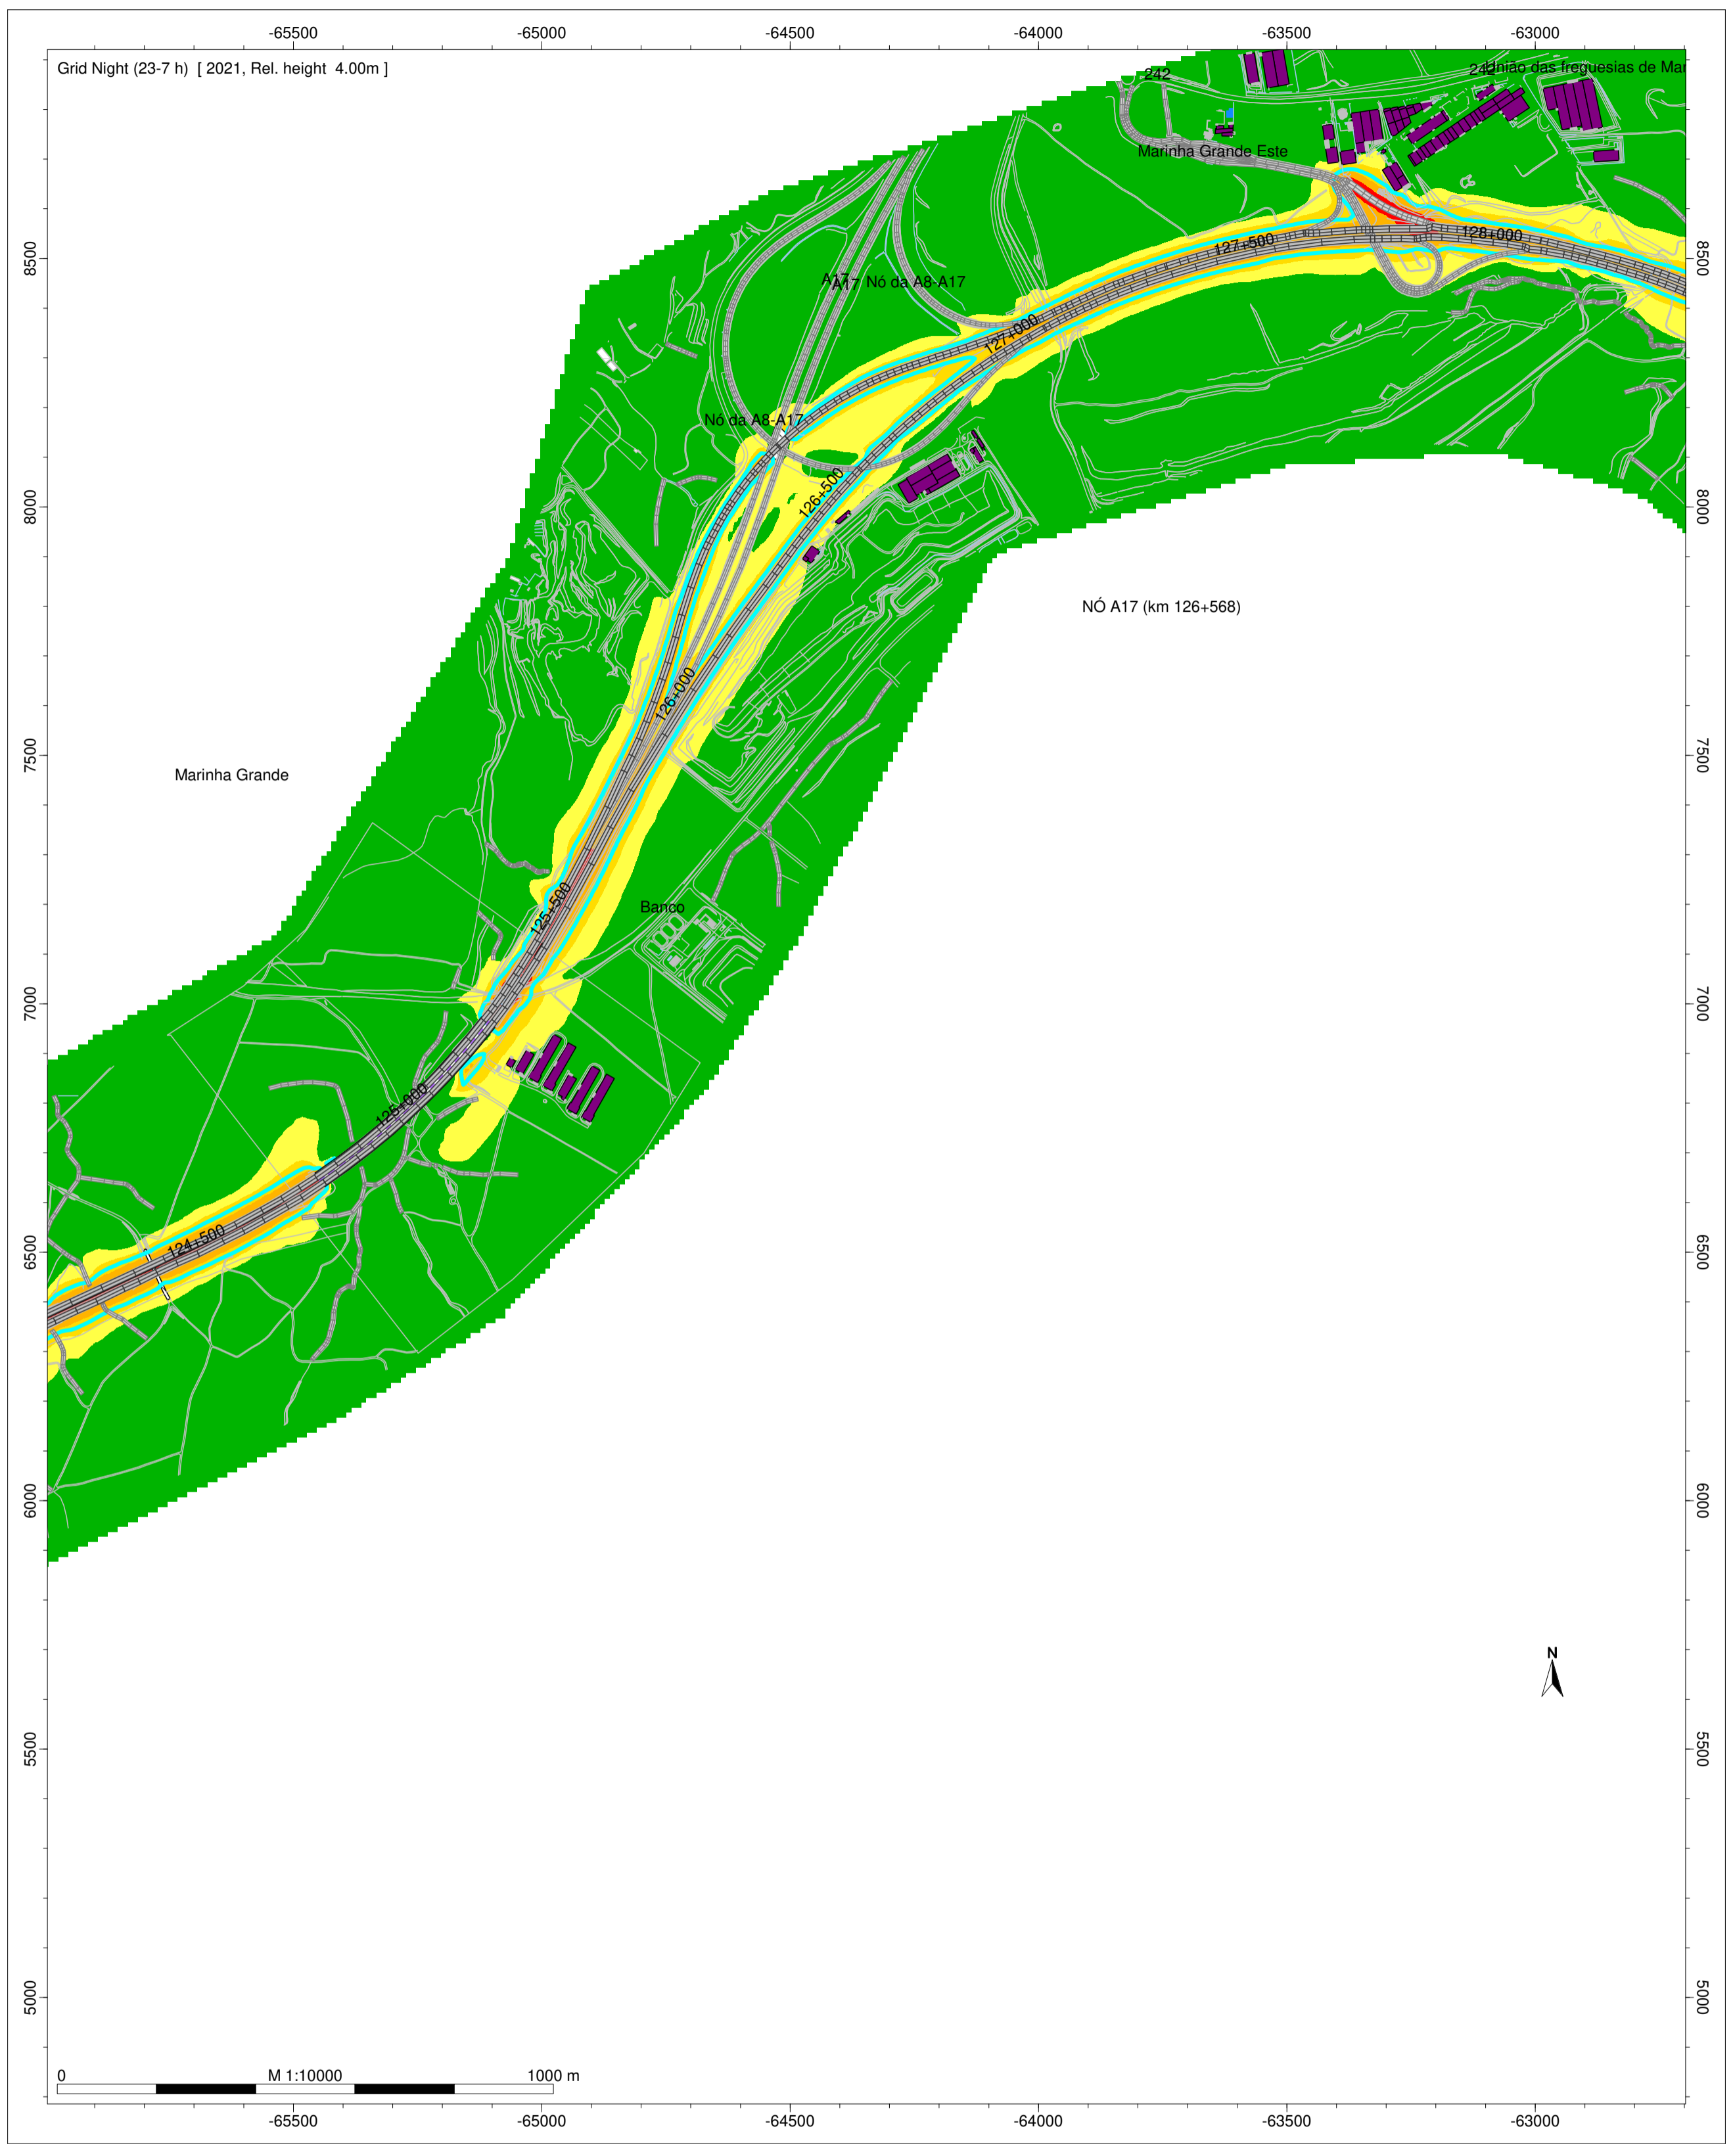 -65500 -65000 -64500 -64000 -63500 -63000
Grid Night (23-7 h) [ 2021, Rel. height 4.00m ]
242
242
União das freguesias de Mar
Marinha Grande Este
8500
127+500
128+000
8500
A17
A17 - Nó da A8-A17
127+000
Nó da A8-A17
8000
126+500
8000
NÓ A17 (km 126+568)
126+000
7500
7500
Marinha Grande
125+500
Banco
7000
7000
125+000
6500
124+500
6500
6000
6000
N
5500
5500
5000
5000
0 M 1:10000 1000 m
-65500 -65000 -64500 -64000 -63500 -63000